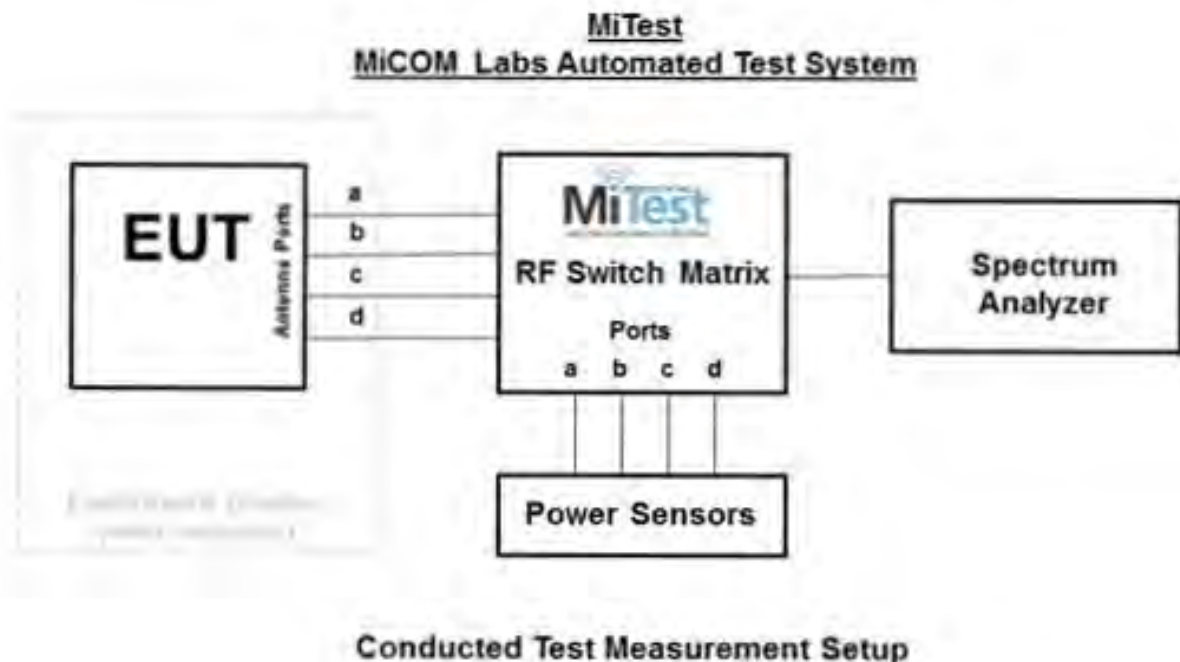 MiTest
MiCOM Labs Automated Test System
EUT
Antenna Ports
a
b
c
d
MiTest
RF Switch Matrix
Ports
a b c d
Spectrum
Analyzer
Power Sensors
Conducted Test Measurement Setup